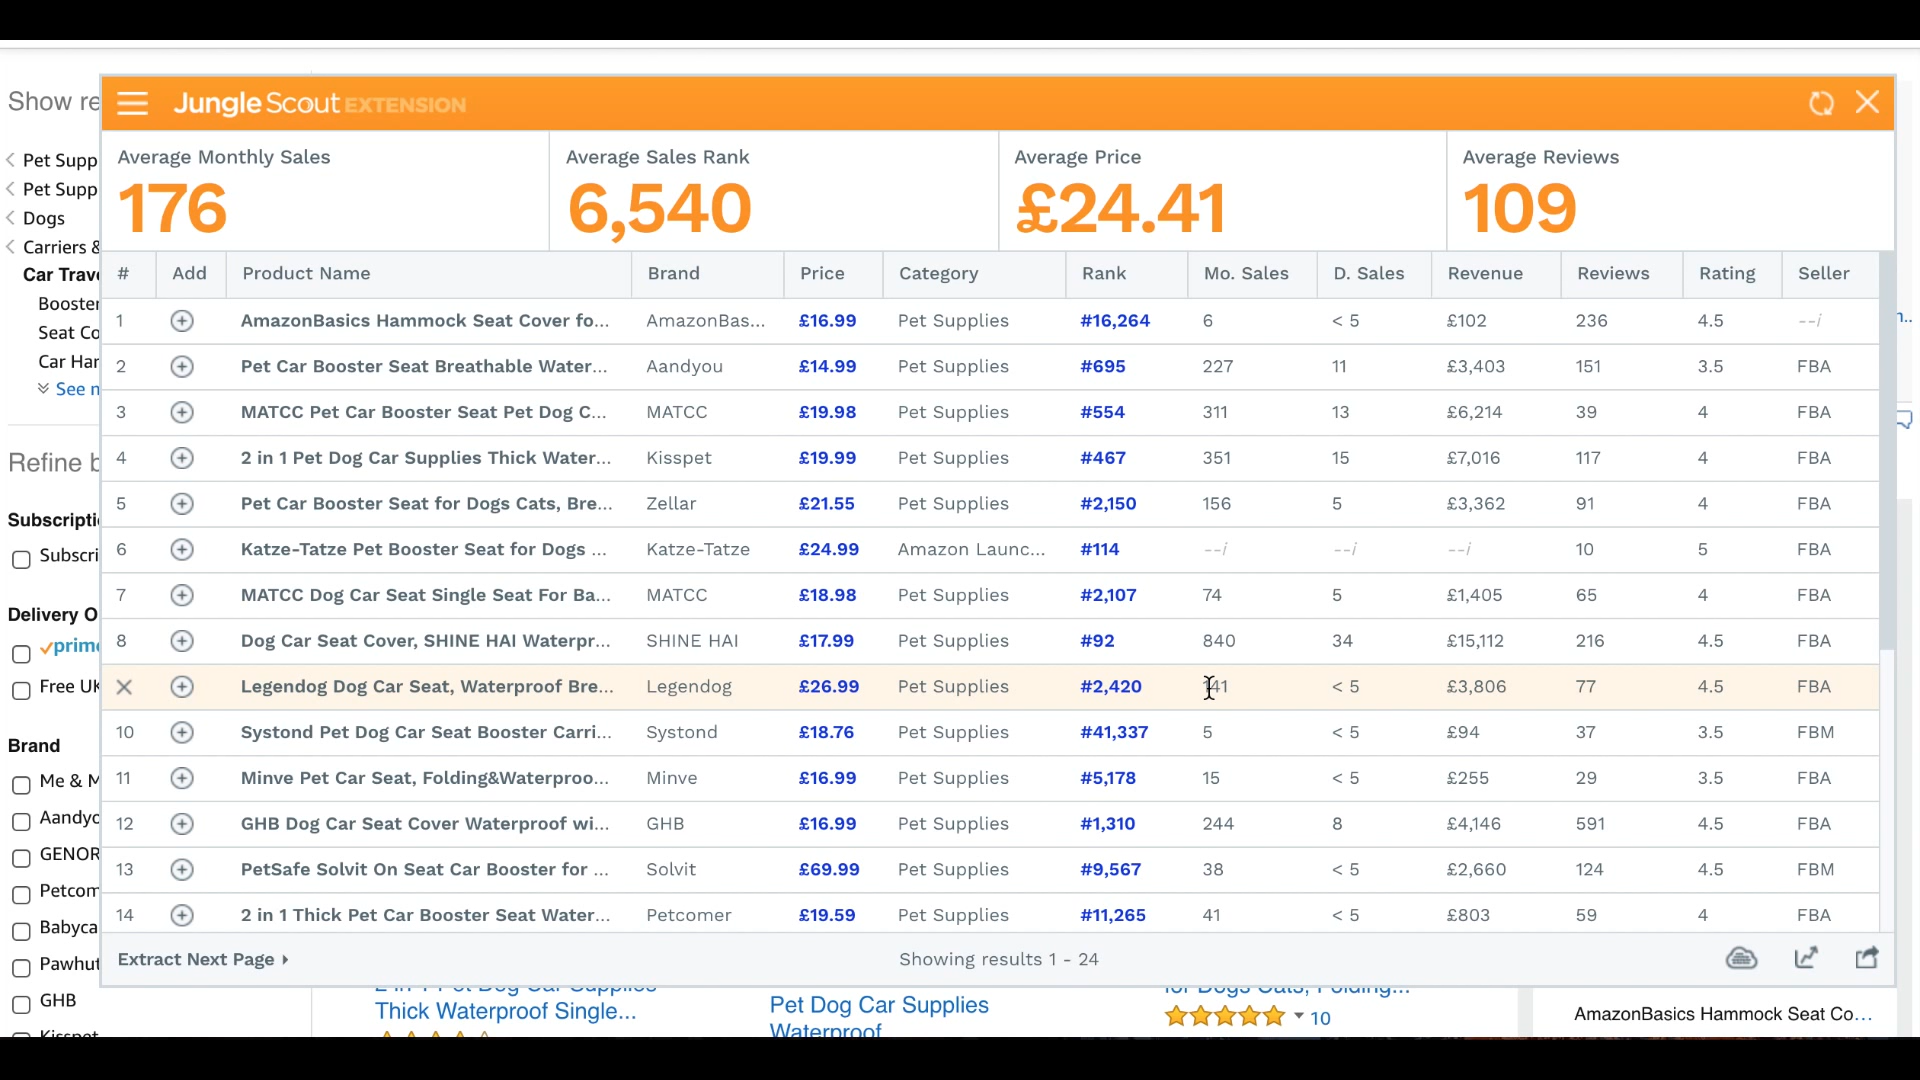 Show re
JungleScout EXTENSION
Average Monthly Sales
176
Average Sales Rank
6,540
Average Price
£24.41
Average Reviews
109
Pet Supp
Pet Supp
Dogs
Carriers &
Car Trave
Booster
Seat Co
Car Har
See m
Refine b
Subscripti
Subscri
Delivery O
prime
Free UK
Brand
Me & M
Aandyo
GENOR
Petcom
Babyca
Pawhut
GHB
Kisspet
# Add Product Name Brand Price Category Rank Mo. Sales D. Sales Revenue Reviews Rating Seller
1 AmazonBasics Hammock Seat Cover fo... AmazonBas... £16.99 Pet Supplies #16,264 6 < 5 £102 236 4.5 --i
2 Pet Car Booster Seat Breathable Water... Aandyou £14.99 Pet Supplies #695 227 11 £3,403 151 3.5 FBA
3 MATCC Pet Car Booster Seat Pet Dog C... MATCC £19.98 Pet Supplies #554 311 13 £6,214 39 4 FBA
4 2 in 1 Pet Dog Car Supplies Thick Water... Kisspet £19.99 Pet Supplies #467 351 15 £7,016 117 4 FBA
5 Pet Car Booster Seat for Dogs Cats, Bre... Zellar £21.55 Pet Supplies #2,150 156 5 £3,362 91 4 FBA
6 Katze-Tatze Pet Booster Seat for Dogs ... Katze-Tatze £24.99 Amazon Launc... #114 --i --i --i 10 5 FBA
7 MATCC Dog Car Seat Single Seat For Ba... MATCC £18.98 Pet Supplies #2,107 74 5 £1,405 65 4 FBA
8 Dog Car Seat Cover, SHINE HAI Waterpr... SHINE HAI £17.99 Pet Supplies #92 840 34 £15,112 216 4.5 FBA
Legendog Dog Car Seat, Waterproof Bre... Legendog £26.99 Pet Supplies #2,420 141 < 5 £3,806 77 4.5 FBA
10 Systond Pet Dog Car Seat Booster Carri... Systond £18.76 Pet Supplies #41,337 5 < 5 £94 37 3.5 FBM
11 Minve Pet Car Seat, Folding&Waterproo... Minve £16.99 Pet Supplies #5,178 15 < 5 £255 29 3.5 FBA
12 GHB Dog Car Seat Cover Waterproof wi... GHB £16.99 Pet Supplies #1,310 244 8 £4,146 591 4.5 FBA
13 PetSafe Solvit On Seat Car Booster for ... Solvit £69.99 Pet Supplies #9,567 38 < 5 £2,660 124 4.5 FBM
14 2 in 1 Thick Pet Car Booster Seat Water... Petcomer £19.59 Pet Supplies #11,265 41 < 5 £803 59 4 FBA
Extract Next Page
Showing results 1 - 24
2 in 1 Pet Dog Car Supplies
Thick Waterproof Single...
Pet Dog Car Supplies
Waterproof
for Dogs Cats, Folding...
10
AmazonBasics Hammock Seat Co...